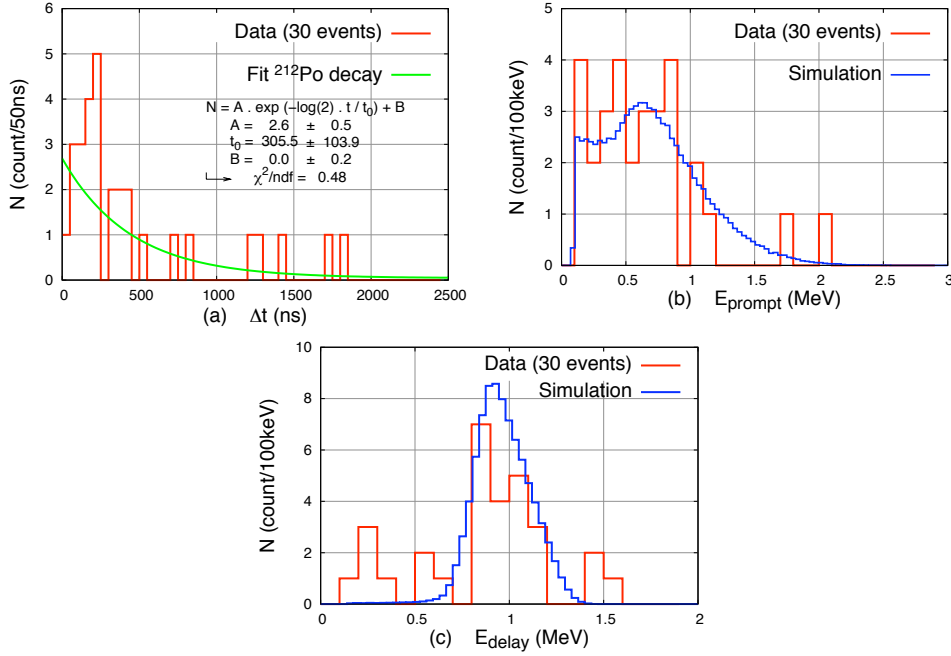 6
5
4
3
2
1
0
N (count/50ns)
Data (30 events)
Fit ²¹²Po decay
N = A . exp (−log(2) . t / t₀) + B
A = 2.6 ± 0.5
t₀ = 305.5 ± 103.9
B = 0.0 ± 0.2
χ²/ndf = 0.48
0 500 1000 1500 2000 2500
(a) Δt (ns)
5
4
3
2
1
0
N (count/100keV)
Data (30 events)
Simulation
0 0.5 1 1.5 2 2.5 3
(b) E_prompt (MeV)
10
8
6
4
2
0
N (count/100keV)
Data (30 events)
Simulation
0 0.5 1 1.5 2
(c) E_delay (MeV)